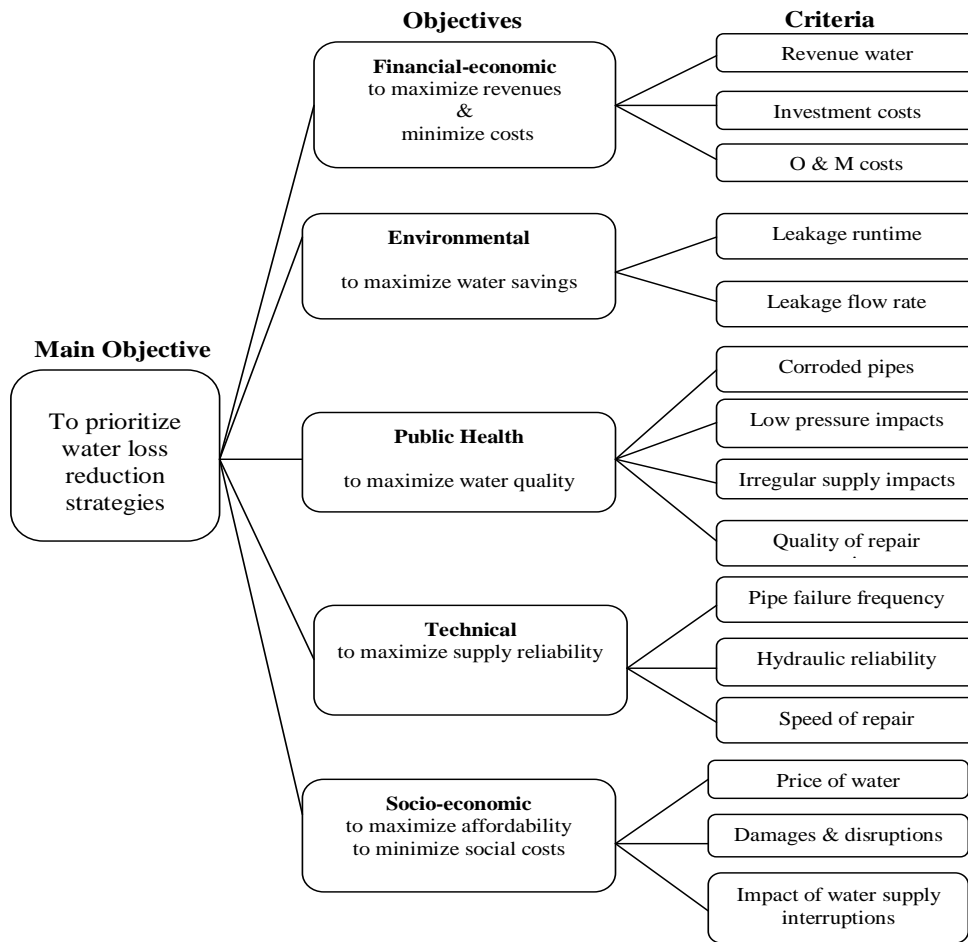 Objectives
Criteria
Financial-economic
to maximize revenues
&
minimize costs
Revenue water
Investment costs
O & M costs
Environmental
to maximize water savings
Leakage runtime
Leakage flow rate
Main Objective
To prioritize
water loss
reduction
strategies
Public Health
to maximize water quality
Corroded pipes
Low pressure impacts
Irregular supply impacts
Quality of repair
Technical
to maximize supply reliability
Pipe failure frequency
Hydraulic reliability
Speed of repair
Socio-economic
to maximize affordability
to minimize social costs
Price of water
Damages & disruptions
Impact of water supply
interruptions